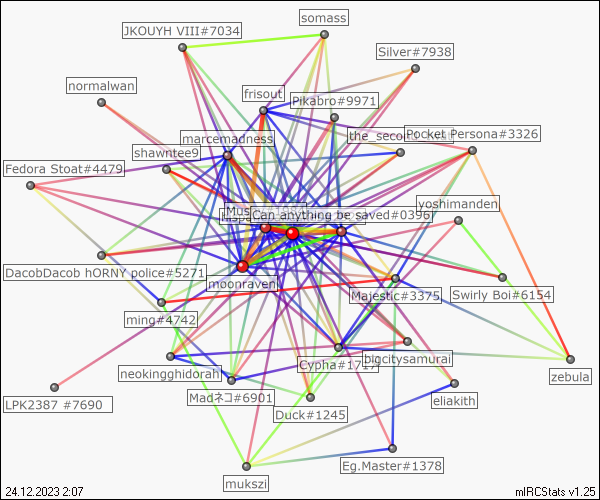 somass
JKOUYH VIII#7034
Silver#7938
normalwan
frisout
Pikabro#9971
the_seco
Pocket Persona#3326
marcemadness
shawntee9
Fedora Stoat#4479
yoshimanden
Can anything be saved#0396
DacobDacob hORNY police#5271
moonraven
Majestic#3375
Swirly Boi#6154
ming#4742
bigcitysamurai
Cypha#1717
zebula
neokingghidorah
Madネコ#6901
eliakith
LPK2387 #7690
Duck#1245
Eg.Master#1378
mukszi
24.12.2023 2:07
mIRCStats v1.25